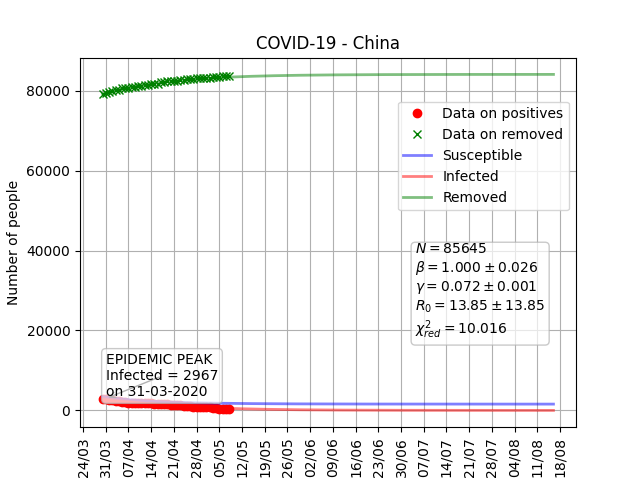 COVID-19 - China
Number of people
80000
60000
40000
20000
0
Data on positives
Data on removed
Susceptible
Infected
Removed
N = 85645
β = 1.000 ± 0.026
γ = 0.072 ± 0.001
R₀ = 13.85 ± 13.85
χ²red = 10.016
EPIDEMIC PEAK
Infected = 2967
on 31-03-2020
24/03
31/03
07/04
14/04
21/04
28/04
05/05
12/05
19/05
26/05
02/06
09/06
16/06
23/06
30/06
07/07
14/07
21/07
28/07
04/08
11/08
18/08